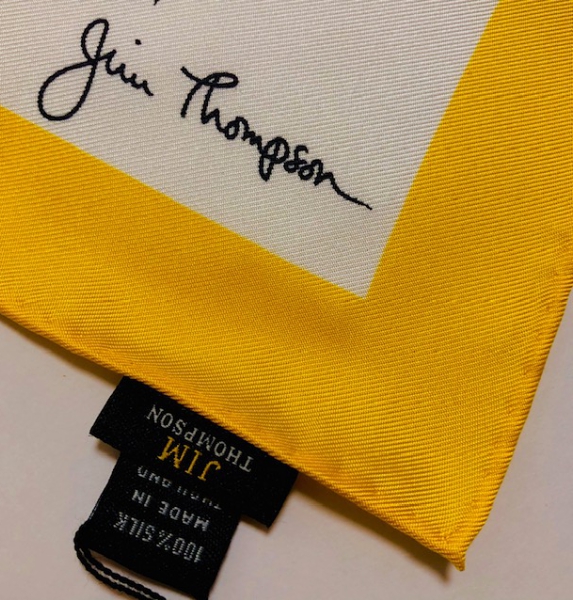 Jim Thompson
100% SILK
MADE IN
THAILAND
JIM
THOMPSON